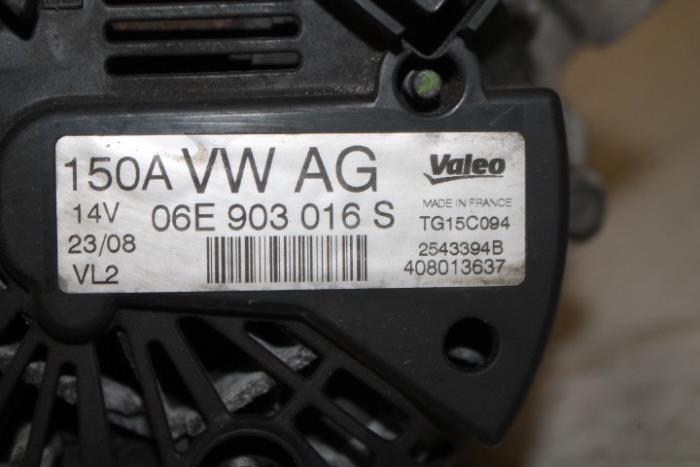 150A VW AG
14V 06E 903 016 S
23/08
VL2
Valeo
MADE IN FRANCE
TG15C094
2543394B
408013637